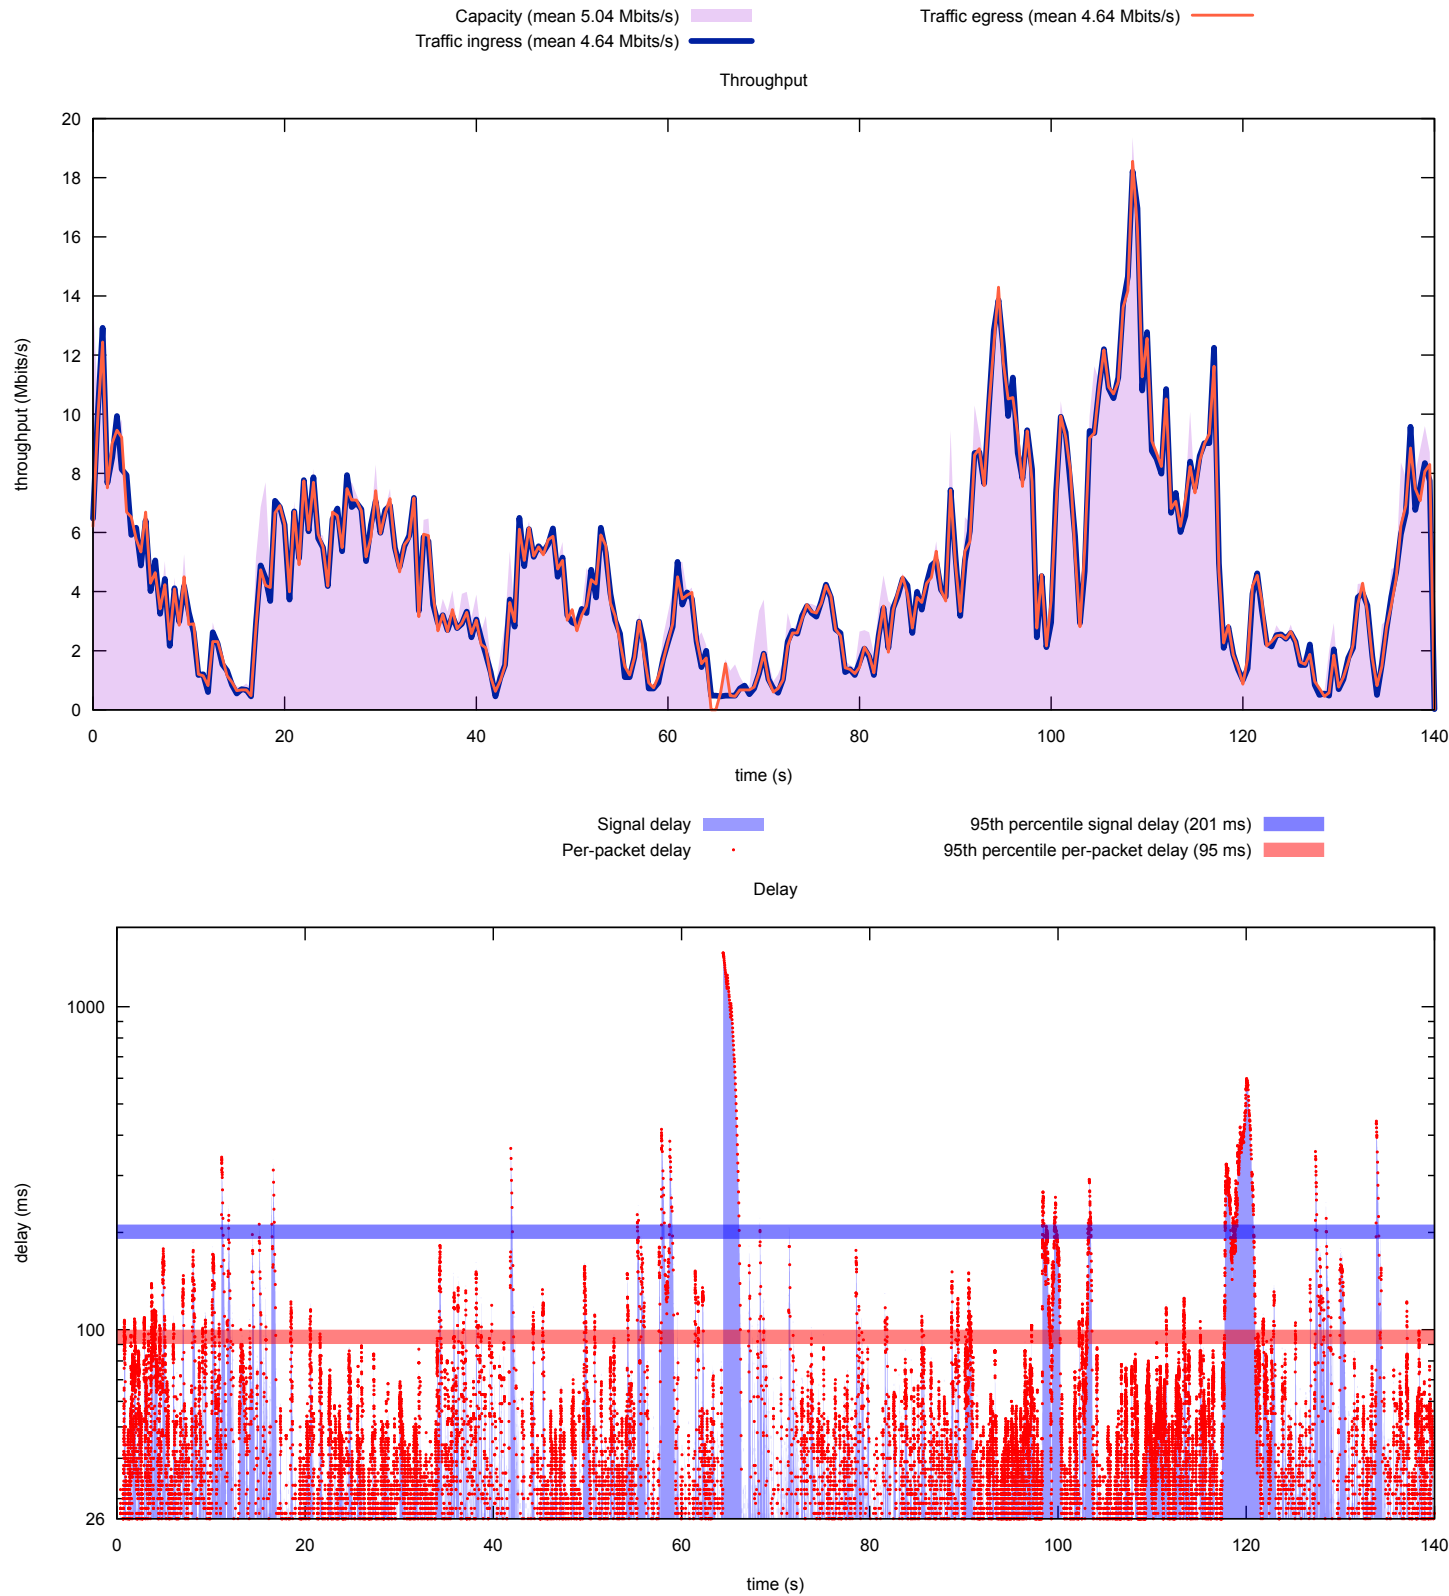 Capacity (mean 5.04 Mbits/s) Traffic egress (mean 4.64 Mbits/s)
Traffic ingress (mean 4.64 Mbits/s)
Throughput
20
18
16
14
12
10
8
6
4
2
0
throughput (Mbits/s)
0 20 40 60 80 100 120 140
time (s)
Signal delay 95th percentile signal delay (201 ms)
Per-packet delay 95th percentile per-packet delay (95 ms)
Delay
1000
100
26
delay (ms)
0 20 40 60 80 100 120 140
time (s)